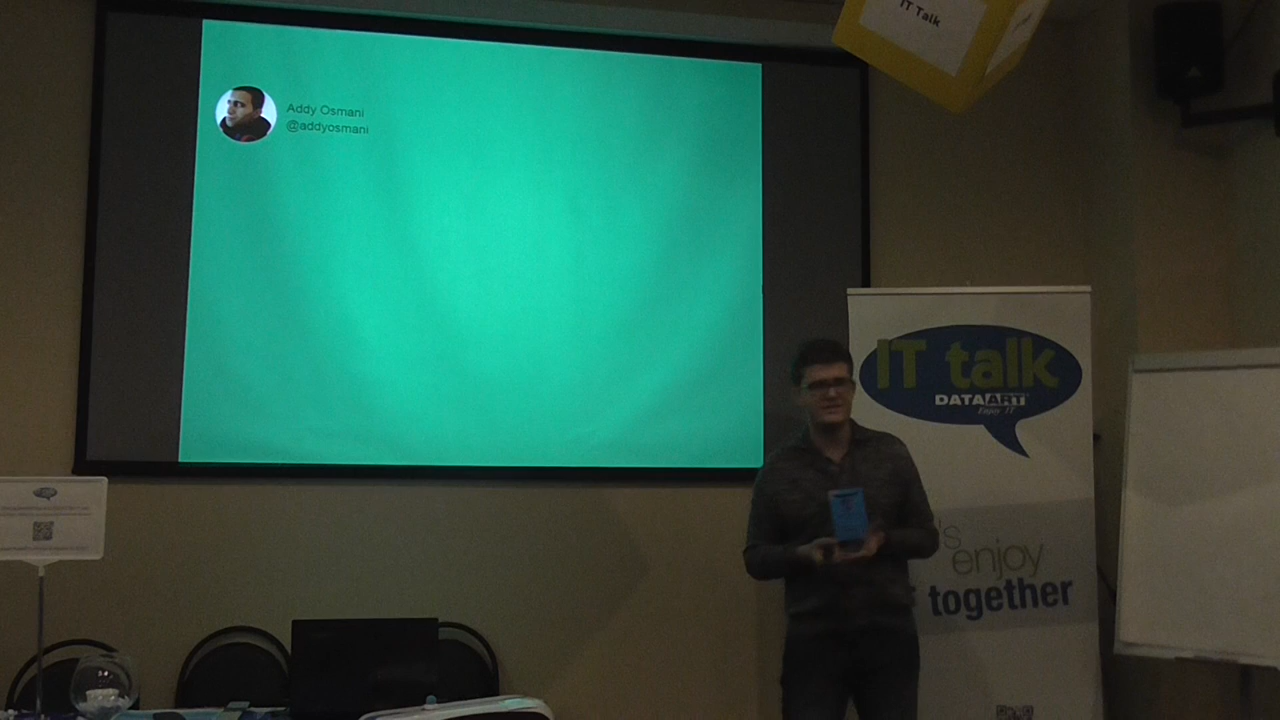 IT Talk
Addy Osmani
@addyosmani
IT talk
DATAART
Enjoy IT
's
enjoy
together